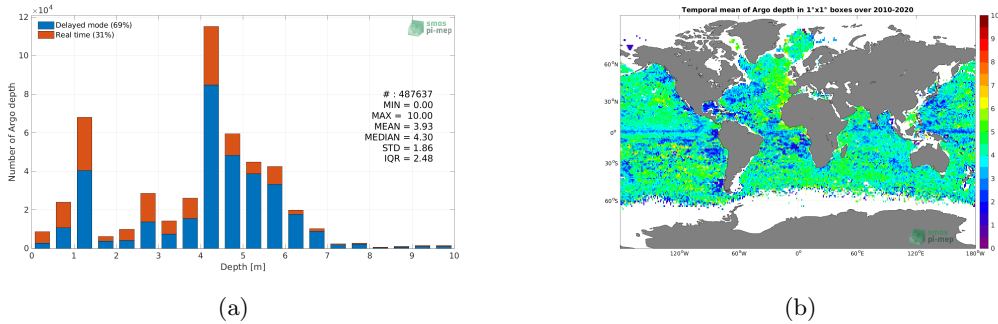 ×10⁴
12
10
8
6
4
2
0
Number of Argo depth
Delayed mode (69%)
Real time (31%)
smos
pi-mep
# : 487637
MIN = 0.00
MAX = 10.00
MEAN = 3.93
MEDIAN = 4.30
STD = 1.86
IQR = 2.48
0 1 2 3 4 5 6 7 8 9 10
Depth [m]
(a)
Temporal mean of Argo depth in 1°x1° boxes over 2010-2020
60°N
30°N
0°
30°S
60°S
120°W 60°W 0° 60°E 120°E 180°W
smos
pi-mep
10
9
8
7
6
5
4
3
2
1
0
(b)